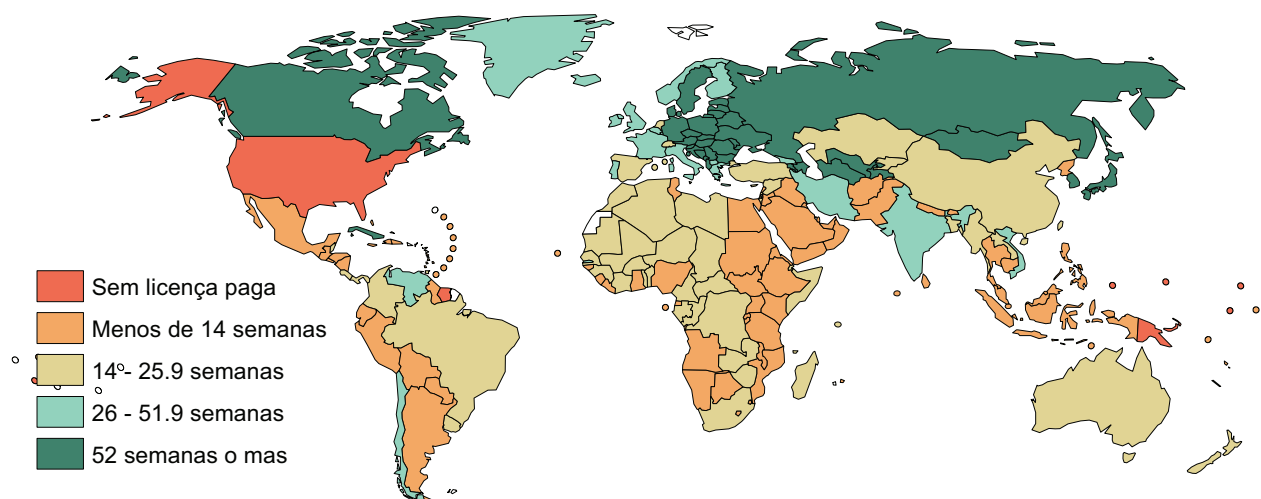 Sem licença paga
Menos de 14 semanas
14º- 25.9 semanas
26 - 51.9 semanas
52 semanas o mas